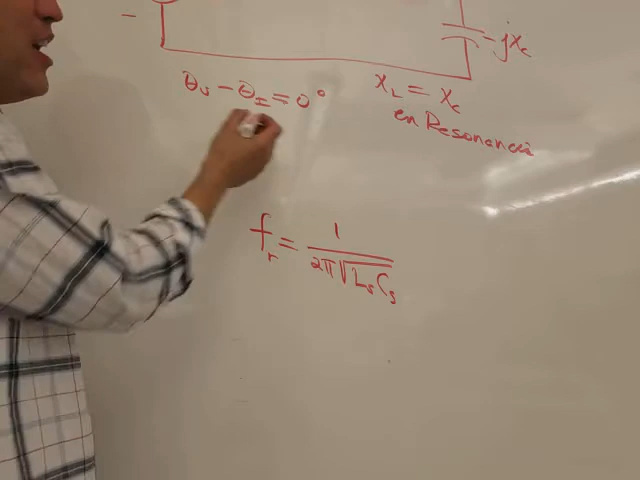 −
-jXc
θv − θI = 0°
XL = Xc
en Resonancia
fr = 1 / 2π√LsCs